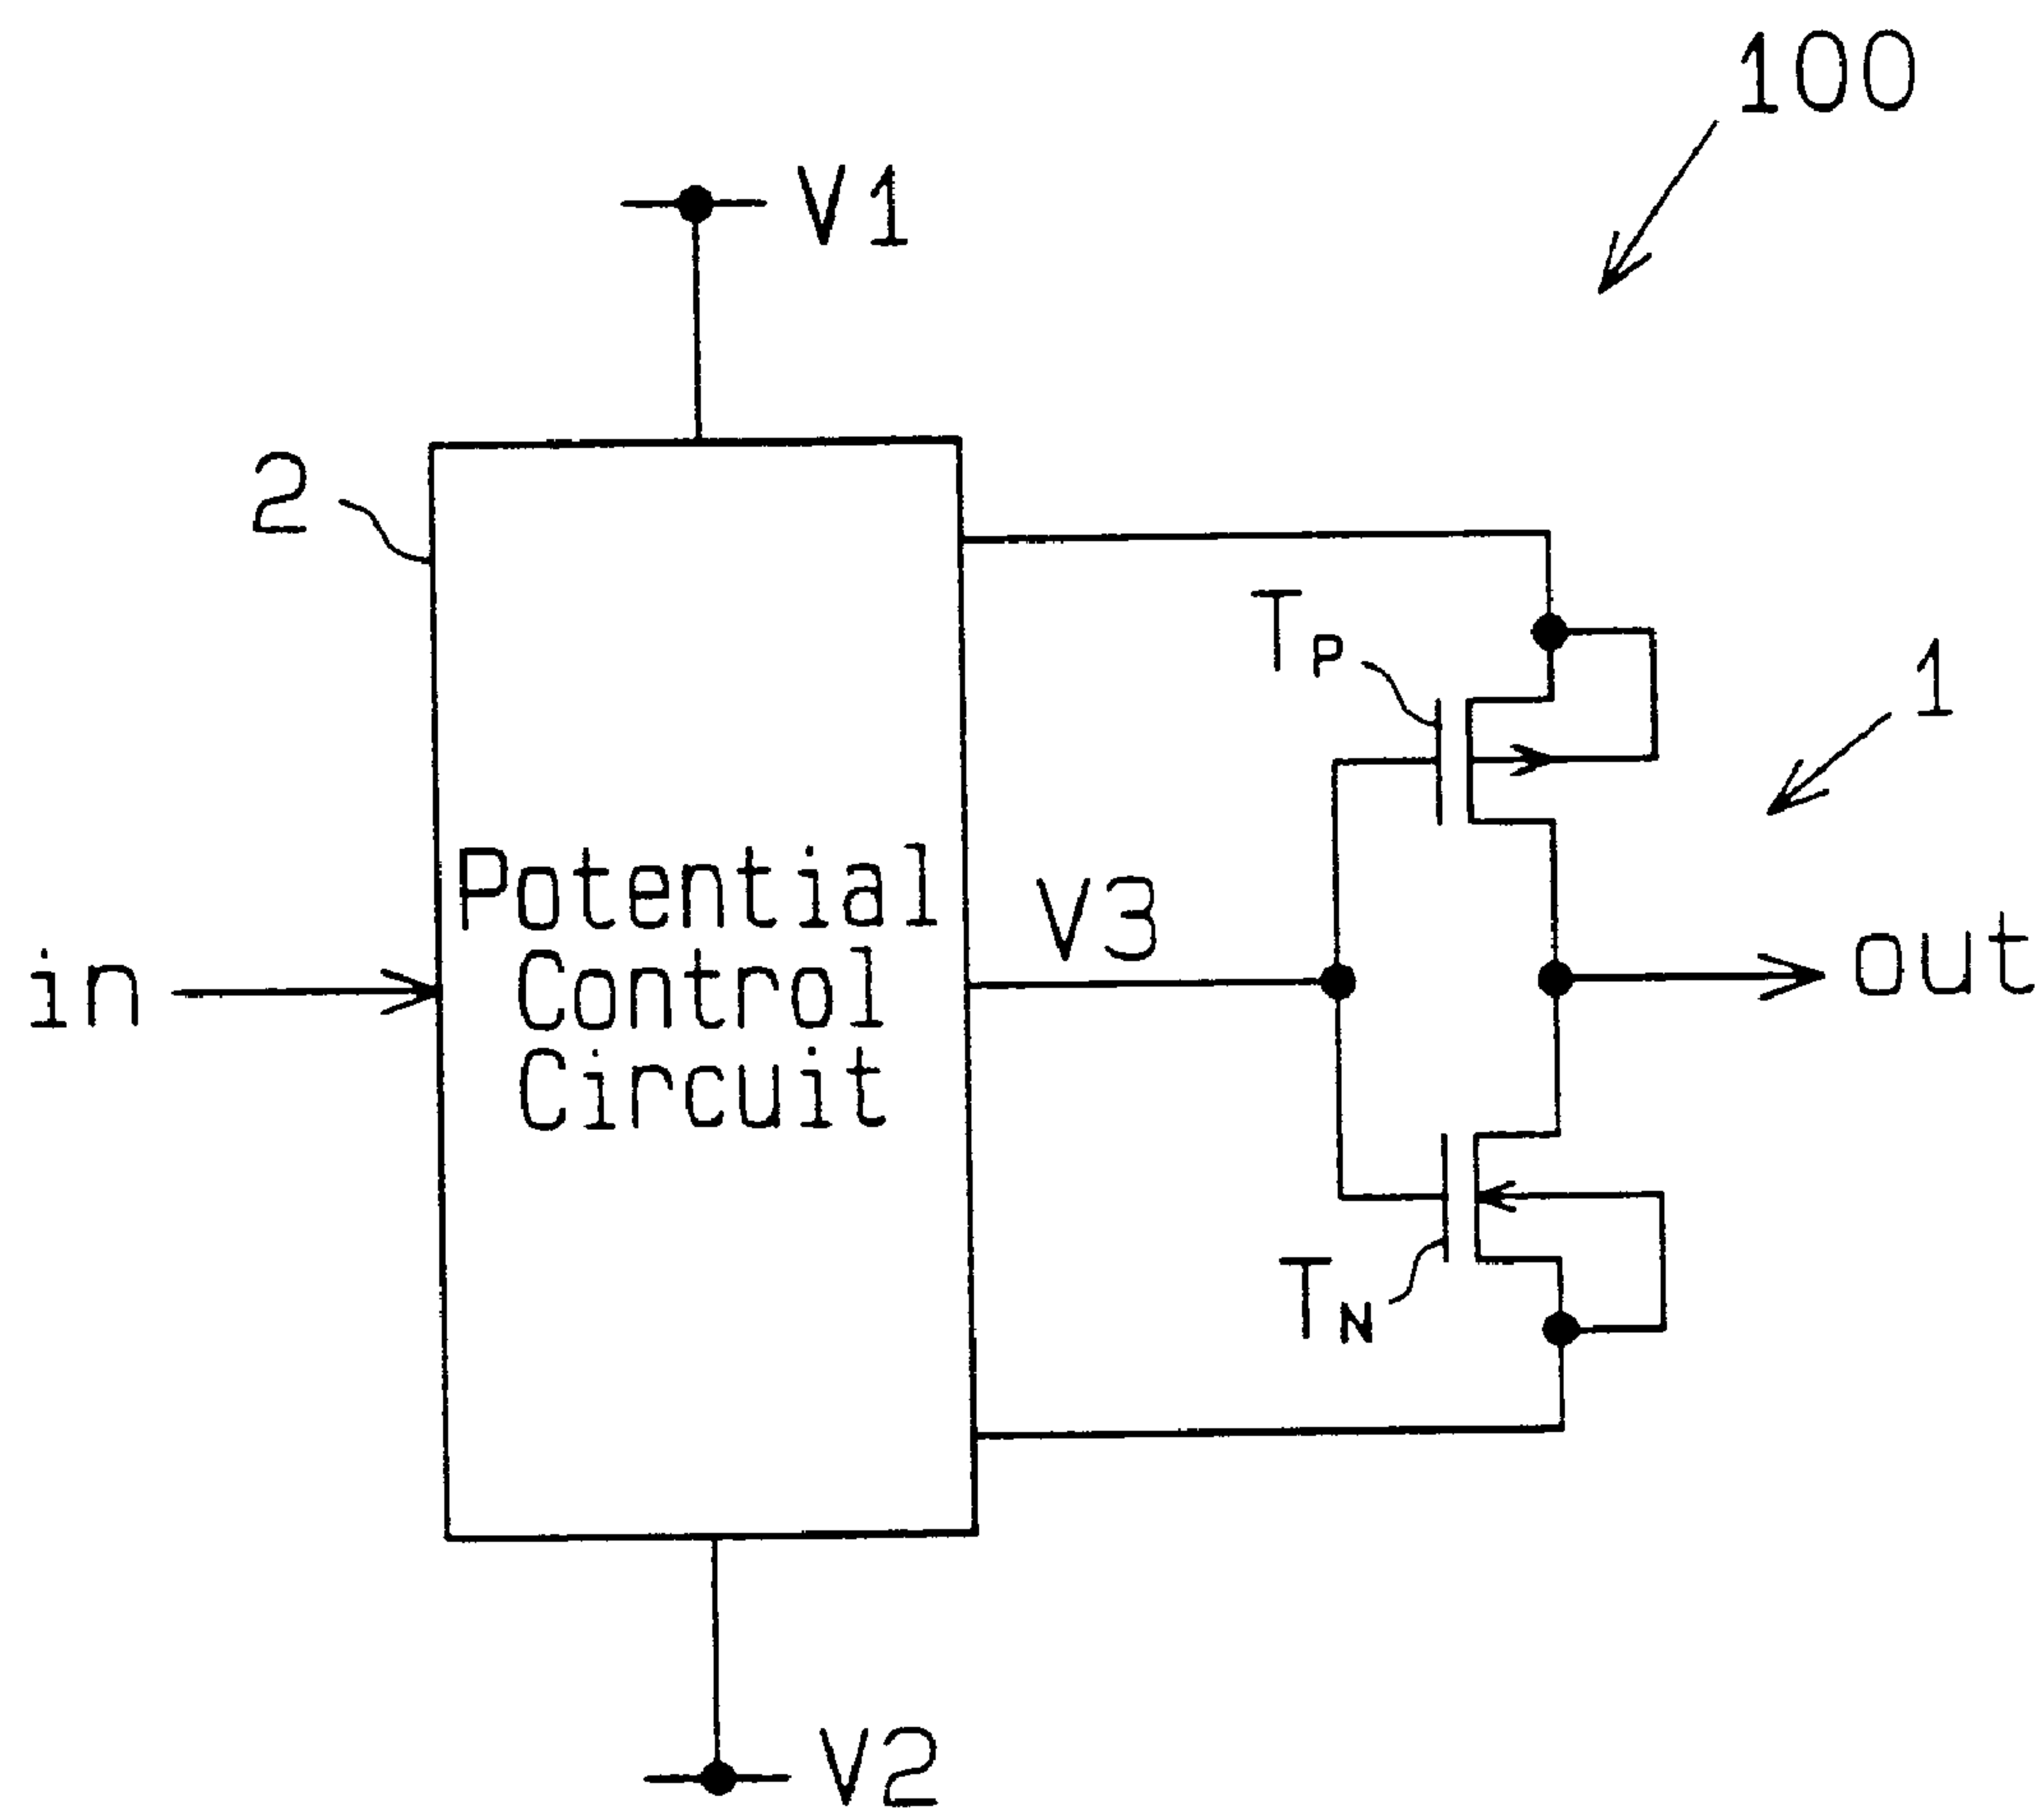 100
V1
2
TP
1
Potential
Control
Circuit
V3
in
out
TN
V2